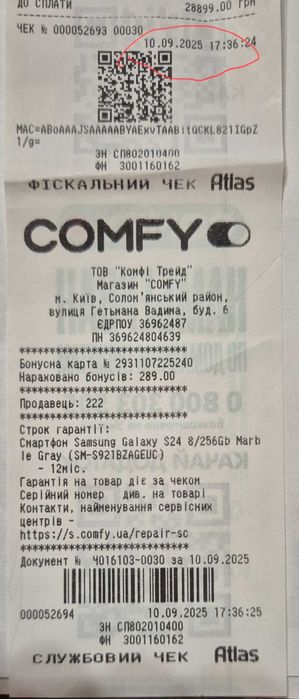 ДО СПЛАТИ 28899.00 ГРН
ЧЕК № 000052693 00030
10.09.2025 17:36:24
MAC=ABoAAAJSAAAAABYAExvTAABitQCKL821IGpZ
1/g=
ЗН СП802010400
ФН 3001160162
ФІСКАЛЬНИЙ ЧЕК Atlas
COMFY
ТОВ "Комфі Трейд"
Магазин "COMFY"
м. Київ, Солом'янський район,
вулиця Гетьмана Вадима, буд. 6
ЄДРПОУ 36962487
ПН 369624804639
********************************
Бонусна карта № 2931107225240
Нараховано бонусів: 289.00
********************************
Продавець: 222
********************************
Строк гарантії:
Смартфон Samsung Galaxy S24 8/256Gb Marb
le Gray (SM-S921BZAGEUC)
- 12міс.
Гарантія на товар діє за чеком
Серійний номер див. на товарі
Контакти, найменування сервісних
центрів -
https://s.comfy.ua/repair-sc
********************************
Документ № Ч016103-0030 за 10.09.2025
000052694 10.09.2025 17:36:25
ЗН СП802010400
ФН 3001160162
СЛУЖБОВИЙ ЧЕК Atlas